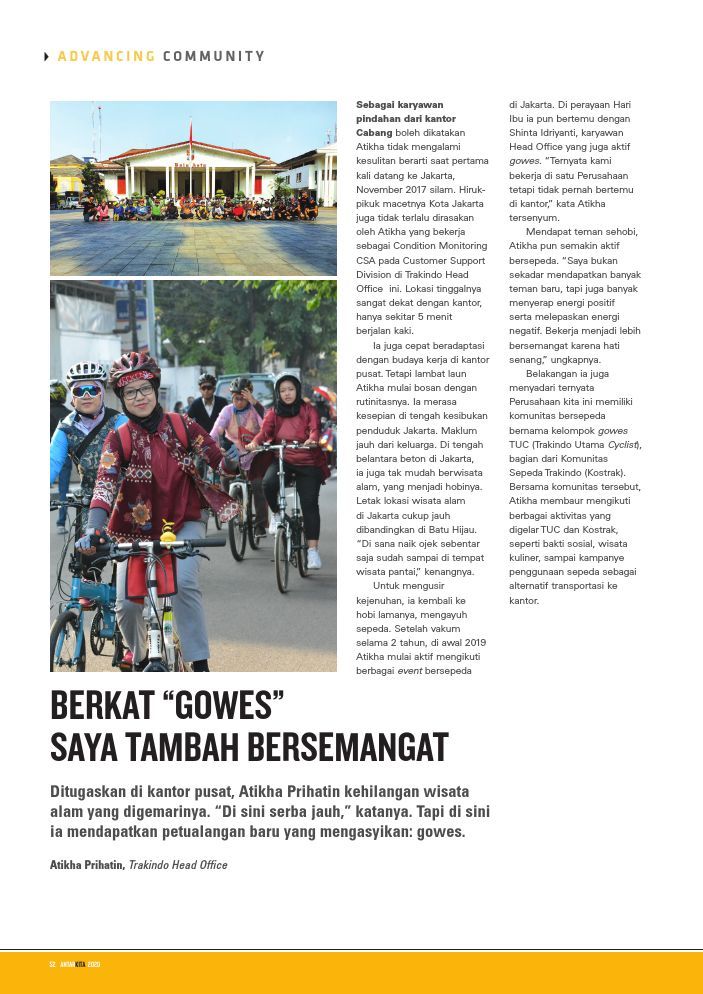 ADVANCING COMMUNITY
Balai Kota
Sebagai karyawan
pindahan dari kantor
Cabang boleh dikatakan
Atikha tidak mengalami
kesulitan berarti saat pertama
kali datang ke Jakarta,
November 2017 silam. Hiruk-
pikuk macetnya Kota Jakarta
juga tidak terlalu dirasakan
oleh Atikha yang bekerja
sebagai Condition Monitoring
CSA pada Customer Support
Division di Trakindo Head
Office ini. Lokasi tinggalnya
sangat dekat dengan kantor,
hanya sekitar 5 menit
berjalan kaki.
Ia juga cepat beradaptasi
dengan budaya kerja di kantor
pusat. Tetapi lambat laun
Atikha mulai bosan dengan
rutinitasnya. Ia merasa
kesepian di tengah kesibukan
penduduk Jakarta. Maklum
jauh dari keluarga. Di tengah
belantara beton di Jakarta,
ia juga tak mudah berwisata
alam, yang menjadi hobinya.
Letak lokasi wisata alam
di Jakarta cukup jauh
dibandingkan di Batu Hijau.
“Di sana naik ojek sebentar
saja sudah sampai di tempat
wisata pantai,” kenangnya.
Untuk mengusir
kejenuhan, ia kembali ke
hobi lamanya, mengayuh
sepeda. Setelah vakum
selama 2 tahun, di awal 2019
Atikha mulai aktif mengikuti
berbagai event bersepeda
di Jakarta. Di perayaan Hari
Ibu ia pun bertemu dengan
Shinta Idriyanti, karyawan
Head Office yang juga aktif
gowes. “Ternyata kami
bekerja di satu Perusahaan
tetapi tidak pernah bertemu
di kantor,” kata Atikha
tersenyum.
Mendapat teman sehobi,
Atikha pun semakin aktif
bersepeda. “Saya bukan
sekadar mendapatkan banyak
teman baru, tapi juga banyak
menyerap energi positif
serta melepaskan energi
negatif. Bekerja menjadi lebih
bersemangat karena hati
senang,” ungkapnya.
Belakangan ia juga
menyadari ternyata
Perusahaan kita ini memiliki
komunitas bersepeda
bernama kelompok gowes
TUC (Trakindo Utama Cyclist),
bagian dari Komunitas
Sepeda Trakindo (Kostrak).
Bersama komunitas tersebut,
Atikha membaur mengikuti
berbagai aktivitas yang
digelar TUC dan Kostrak,
seperti bakti sosial, wisata
kuliner, sampai kampanye
penggunaan sepeda sebagai
alternatif transportasi ke
kantor.
BERKAT “GOWES”
SAYA TAMBAH BERSEMANGAT
Ditugaskan di kantor pusat, Atikha Prihatin kehilangan wisata
alam yang digemarinya. “Di sini serba jauh,” katanya. Tapi di sini
ia mendapatkan petualangan baru yang mengasyikan: gowes.
Atikha Prihatin, Trakindo Head Office
52 ANTARKITA 2020